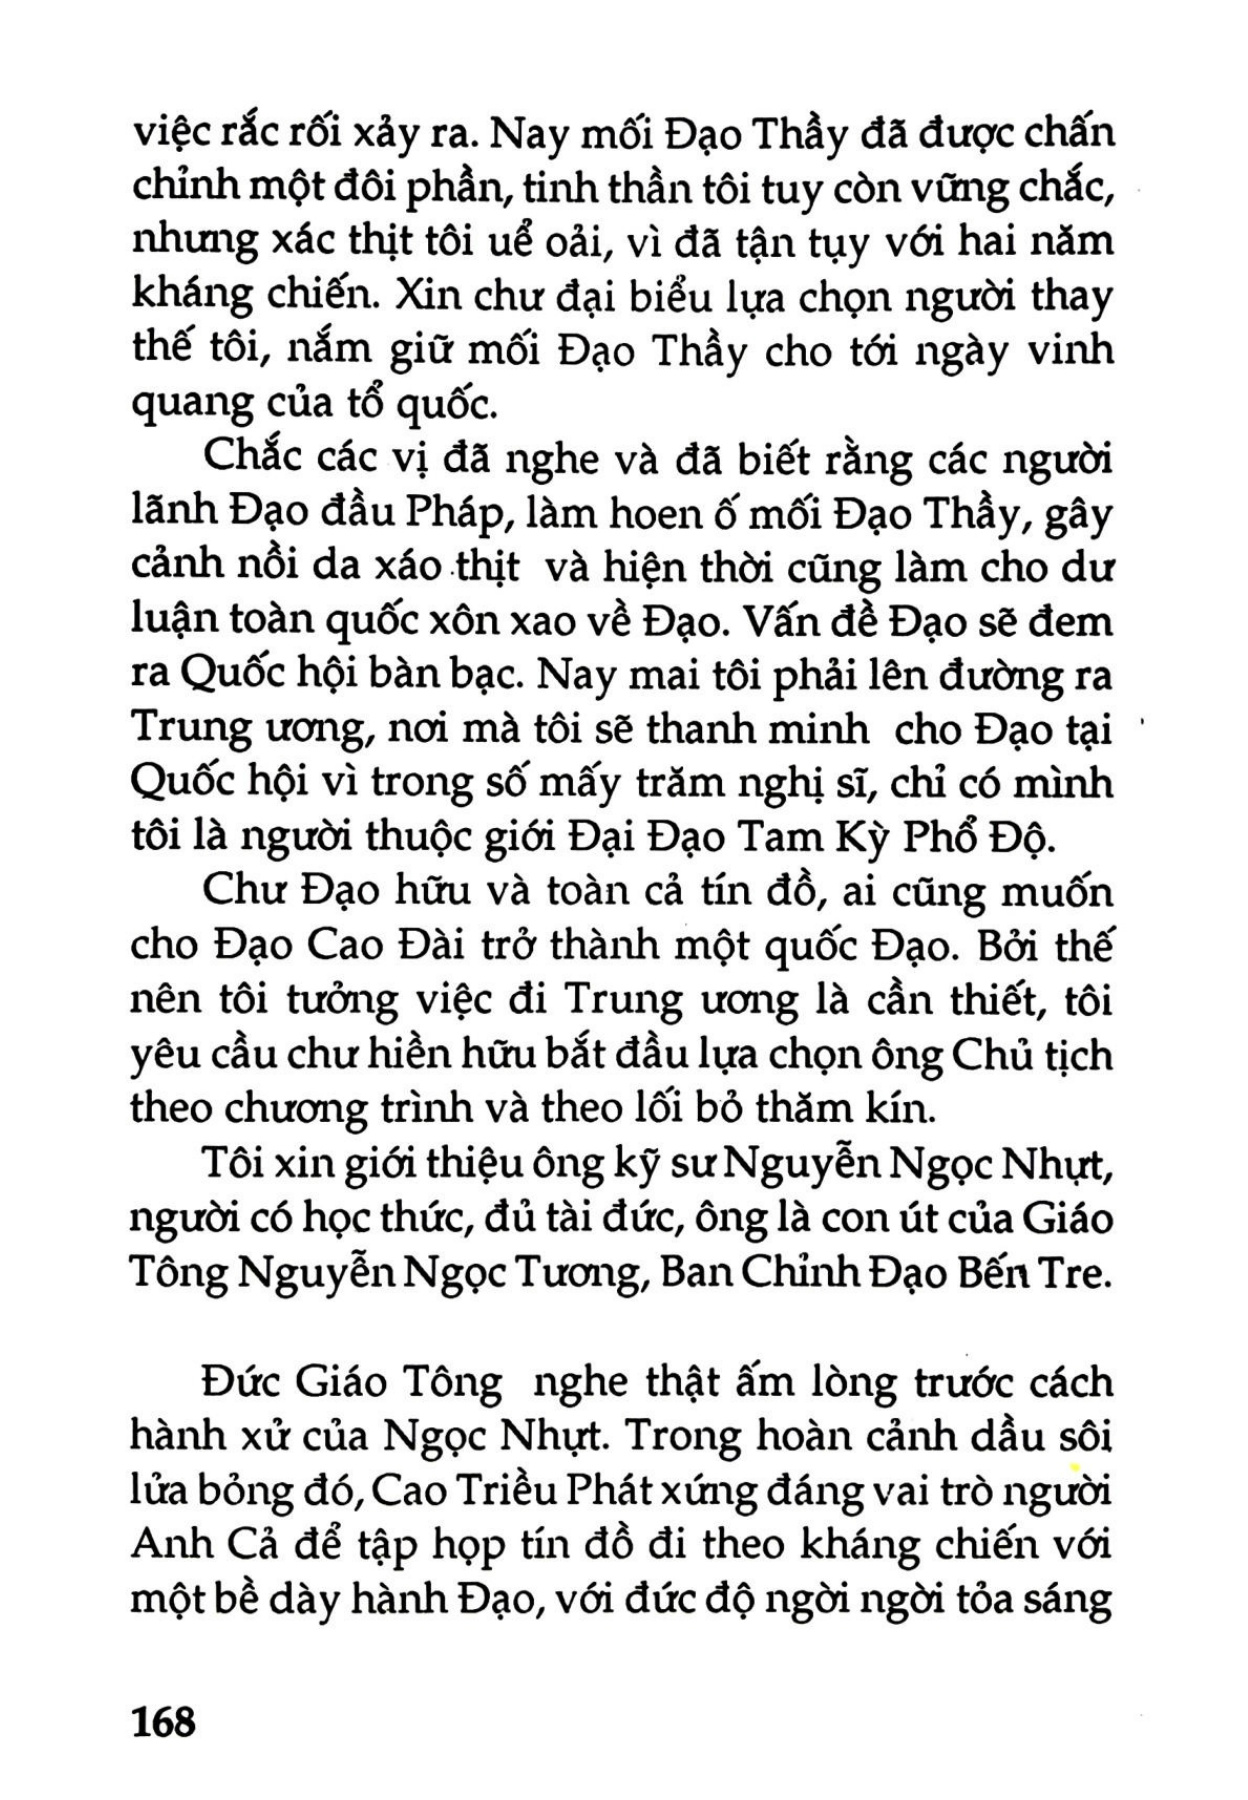 việc rắc rối xảy ra. Nay mối Đạo Thầy đã được chấn
chỉnh một đôi phần, tinh thần tôi tuy còn vững chắc,
nhưng xác thịt tôi uể oải, vì đã tận tụy với hai năm
kháng chiến. Xin chư đại biểu lựa chọn người thay
thế tôi, nắm giữ mối Đạo Thầy cho tới ngày vinh
quang của tổ quốc.
Chắc các vị đã nghe và đã biết rằng các người
lãnh Đạo đầu Pháp, làm hoen ố mối Đạo Thầy, gây
cảnh nồi da xáo thịt và hiện thời cũng làm cho dư
luận toàn quốc xôn xao về Đạo. Vấn đề Đạo sẽ đem
ra Quốc hội bàn bạc. Nay mai tôi phải lên đường ra
Trung ương, nơi mà tôi sẽ thanh minh cho Đạo tại
Quốc hội vì trong số mấy trăm nghị sĩ, chỉ có mình
tôi là người thuộc giới Đại Đạo Tam Kỳ Phổ Độ.
Chư Đạo hữu và toàn cả tín đồ, ai cũng muốn
cho Đạo Cao Đài trở thành một quốc Đạo. Bởi thế
nên tôi tưởng việc đi Trung ương là cần thiết, tôi
yêu cầu chư hiền hữu bắt đầu lựa chọn ông Chủ tịch
theo chương trình và theo lối bỏ thăm kín.
Tôi xin giới thiệu ông kỹ sư Nguyễn Ngọc Nhựt,
người có học thức, đủ tài đức, ông là con út của Giáo
Tông Nguyễn Ngọc Tương, Ban Chỉnh Đạo Bến Tre.
Đức Giáo Tông nghe thật ấm lòng trước cách
hành xử của Ngọc Nhựt. Trong hoàn cảnh dầu sôi
lửa bỏng đó, Cao Triều Phát xứng đáng vai trò người
Anh Cả để tập họp tín đồ đi theo kháng chiến với
một bề dày hành Đạo, với đức độ ngời ngời tỏa sáng
168